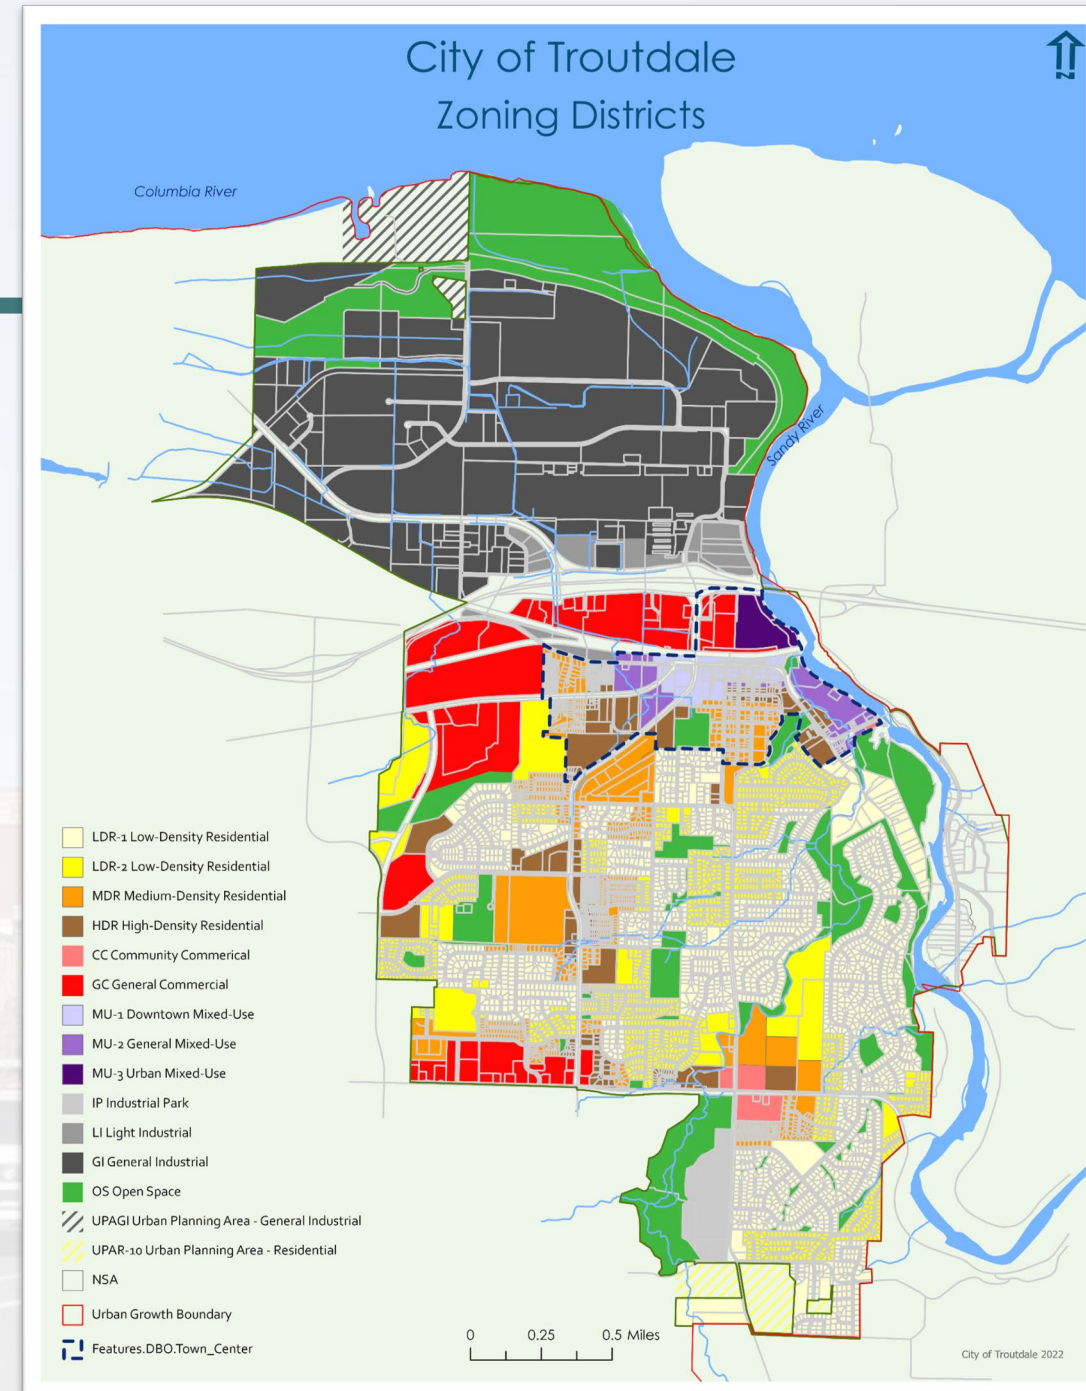 City of Troutdale
Zoning Districts
N
Columbia River
Sandy River
LDR-1 Low-Density Residential
LDR-2 Low-Density Residential
MDR Medium-Density Residential
HDR High-Density Residential
CC Community Commerical
GC General Commercial
MU-1 Downtown Mixed-Use
MU-2 General Mixed-Use
MU-3 Urban Mixed-Use
IP Industrial Park
LI Light Industrial
GI General Industrial
OS Open Space
UPAGI Urban Planning Area - General Industrial
UPAR-10 Urban Planning Area - Residential
NSA
Urban Growth Boundary
Features.DBO.Town_Center
0 0.25 0.5 Miles
City of Troutdale 2022